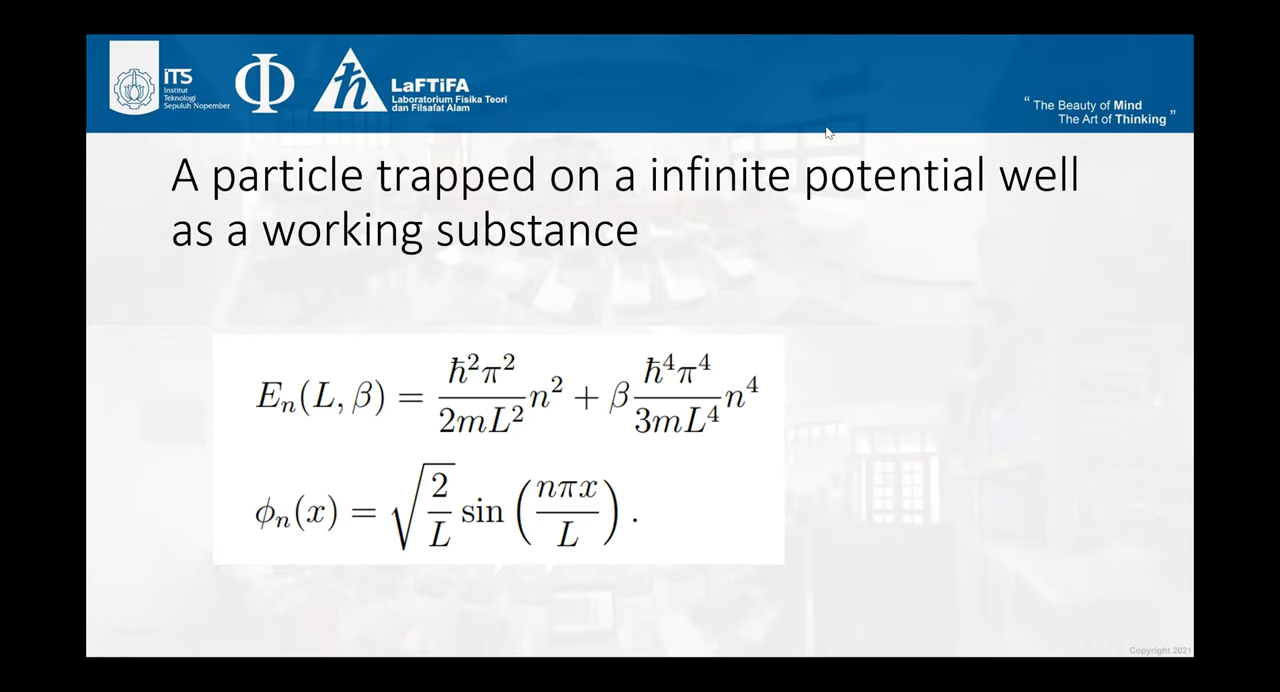 iTS
Institut
Teknologi
Sepuluh Nopember
Φ
ħ
LaFTiFA
Laboratorium Fisika Teori
dan Filsafat Alam
“ The Beauty of Mind
The Art of Thinking ”
A particle trapped on a infinite potential well
as a working substance
Eₙ(L, β) = ħ²π²/2mL² n² + β ħ⁴π⁴/3mL⁴ n⁴
ϕₙ(x) = √(2/L) sin (nπx/L) .
Copyright 2021